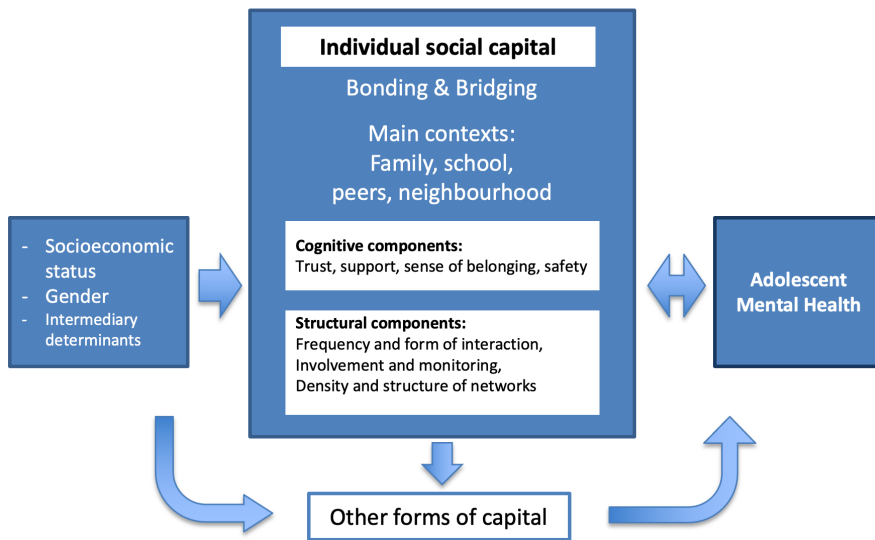 Individual social capital
Bonding & Bridging
Main contexts:
Family, school,
peers, neighbourhood
- Socioeconomic
status
- Gender
- Intermediary
determinants
Cognitive components:
Trust, support, sense of belonging, safety
Structural components:
Frequency and form of interaction,
Involvement and monitoring,
Density and structure of networks
Adolescent
Mental Health
Other forms of capital